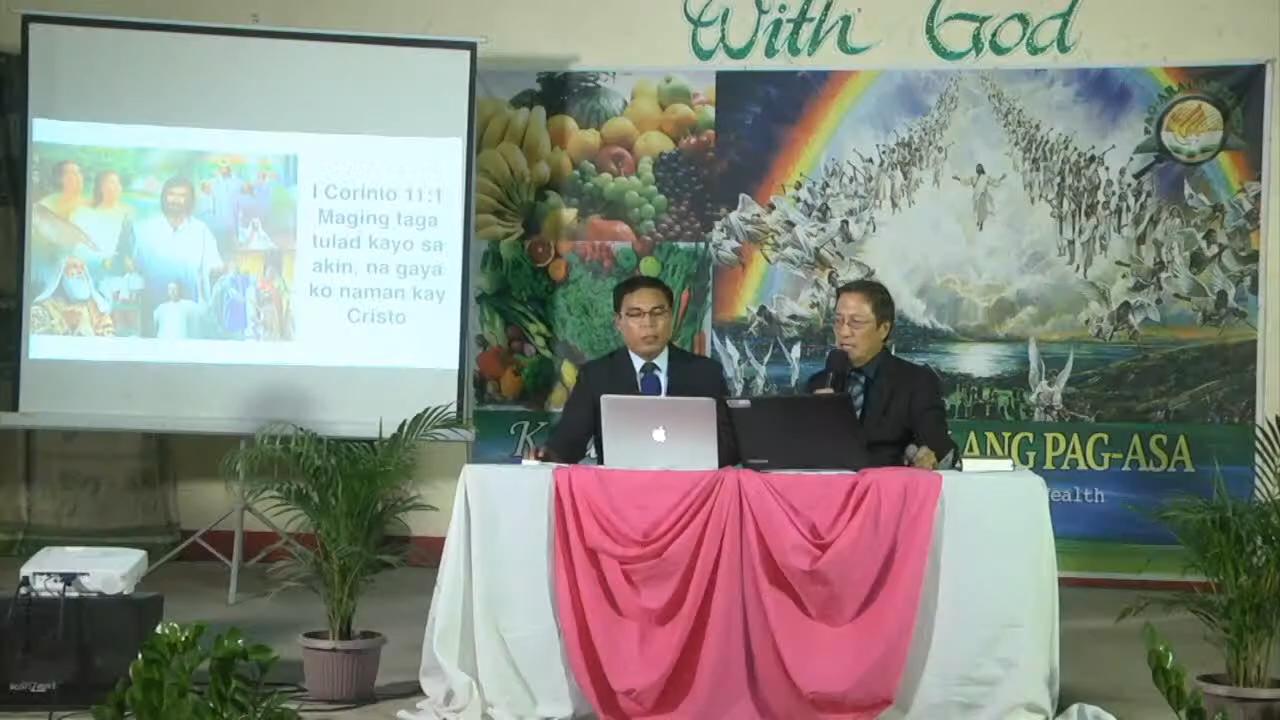 With God
I Corinto 11:1
Maging taga
tulad kayo sa
akin, na gaya
ko naman kay
Cristo
ANG PAG-ASA